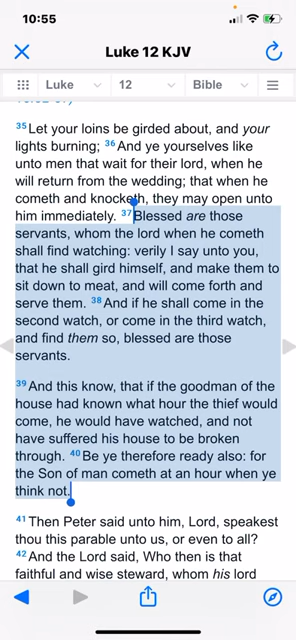 10:55
Luke 12 KJV
Luke 12 Bible
35 Let your loins be girded about, and your
lights burning; 36 And ye yourselves like
unto men that wait for their lord, when he
will return from the wedding; that when he
cometh and knocketh, they may open unto
him immediately. 37 Blessed are those
servants, whom the lord when he cometh
shall find watching: verily I say unto you,
that he shall gird himself, and make them to
sit down to meat, and will come forth and
serve them. 38 And if he shall come in the
second watch, or come in the third watch,
and find them so, blessed are those
servants.
39 And this know, that if the goodman of the
house had known what hour the thief would
come, he would have watched, and not
have suffered his house to be broken
through. 40 Be ye therefore ready also: for
the Son of man cometh at an hour when ye
think not.
41 Then Peter said unto him, Lord, speakest
thou this parable unto us, or even to all?
42 And the Lord said, Who then is that
faithful and wise steward, whom his lord